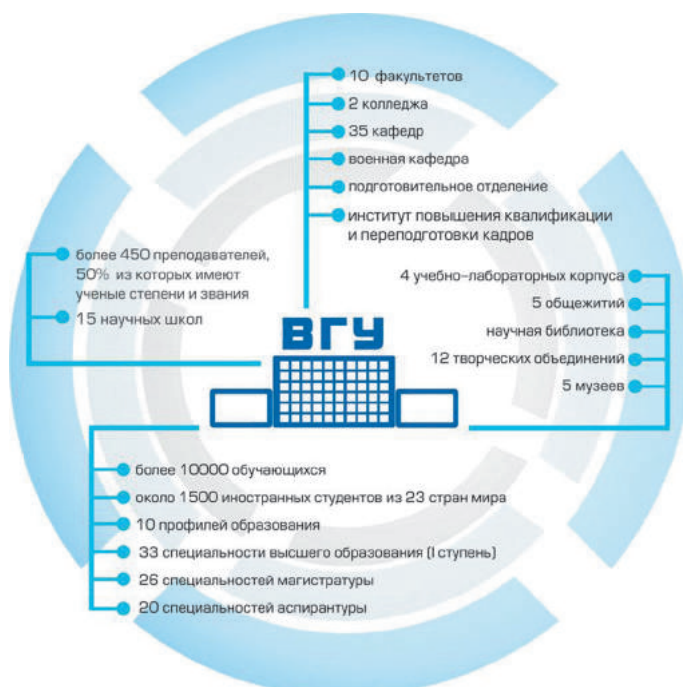 10 факультетов
2 колледжа
35 кафедр
военная кафедра
подготовительное отделение
институт повышения квалификации
и переподготовки кадров
более 450 преподавателей,
50% из которых имеют
ученые степени и звания
15 научных школ
4 учебно-лабораторных корпуса
5 общежитий
научная библиотека
12 творческих объединений
5 музеев
ВГУ
более 10000 обучающихся
около 1500 иностранных студентов из 23 стран мира
10 профилей образования
33 специальности высшего образования (I ступень)
26 специальностей магистратуры
20 специальностей аспирантуры